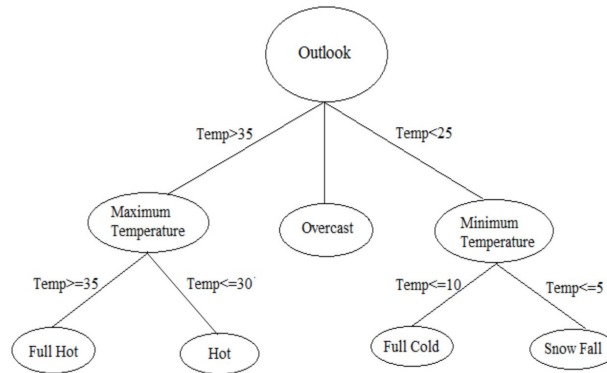 Outlook
Temp>35
Temp<25
Maximum
Temperature
Overcast
Minimum
Temperature
Temp>=35
Temp<=30
Temp<=10
Temp<=5
Full Hot
Hot
Full Cold
Snow Fall